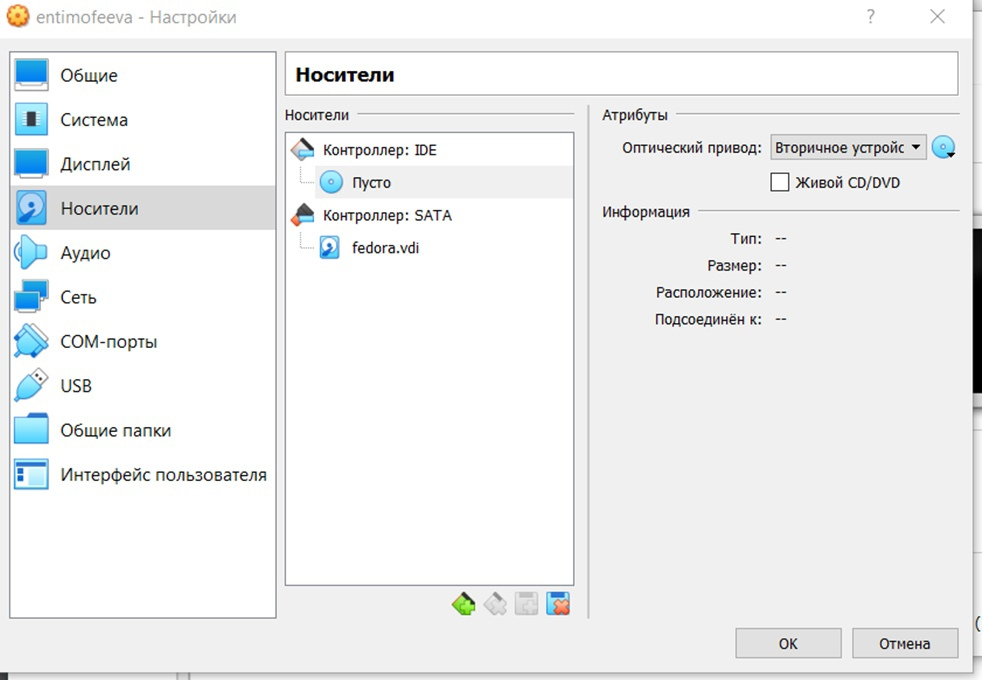 entimofeeva - Настройки
?
Общие
Система
Дисплей
Носители
Аудио
Сеть
COM-порты
USB
Общие папки
Интерфейс пользователя
Носители
Носители
Контроллер: IDE
Пусто
Контроллер: SATA
fedora.vdi
Атрибуты
Оптический привод: Вторичное устройс
Живой CD/DVD
Информация
Тип: --
Размер: --
Расположение: --
Подсоединён к: --
OK
Отмена
(